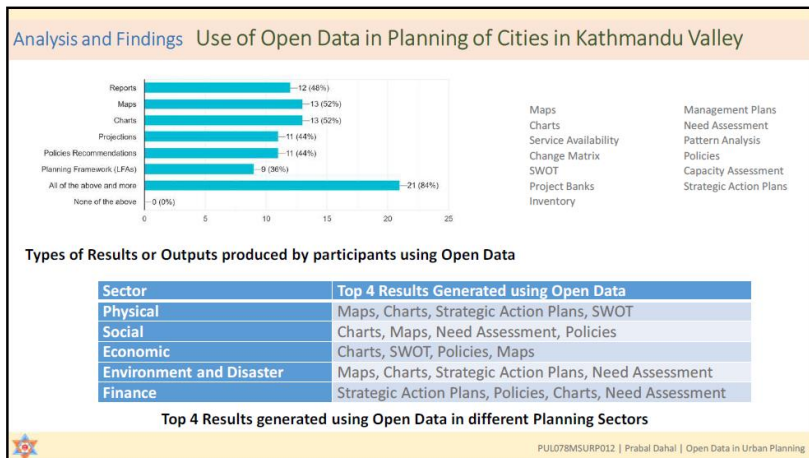 Analysis and Findings Use of Open Data in Planning of Cities in Kathmandu Valley
Reports 12 (48%)
Maps 13 (52%)
Charts 13 (52%)
Projections 11 (44%)
Policies Recommendations 11 (44%)
Planning Framework (LFAs) 9 (36%)
All of the above and more 21 (84%)
None of the above 0 (0%)
0 5 10 15 20 25
Maps Management Plans
Charts Need Assessment
Service Availability Pattern Analysis
Change Matrix Policies
SWOT Capacity Assessment
Project Banks Strategic Action Plans
Inventory
Types of Results or Outputs produced by participants using Open Data
Sector Top 4 Results Generated using Open Data
Physical Maps, Charts, Strategic Action Plans, SWOT
Social Charts, Maps, Need Assessment, Policies
Economic Charts, SWOT, Policies, Maps
Environment and Disaster Maps, Charts, Strategic Action Plans, Need Assessment
Finance Strategic Action Plans, Policies, Charts, Need Assessment
Top 4 Results generated using Open Data in different Planning Sectors
PUL078MSURP012 | Prabal Dahal | Open Data in Urban Planning